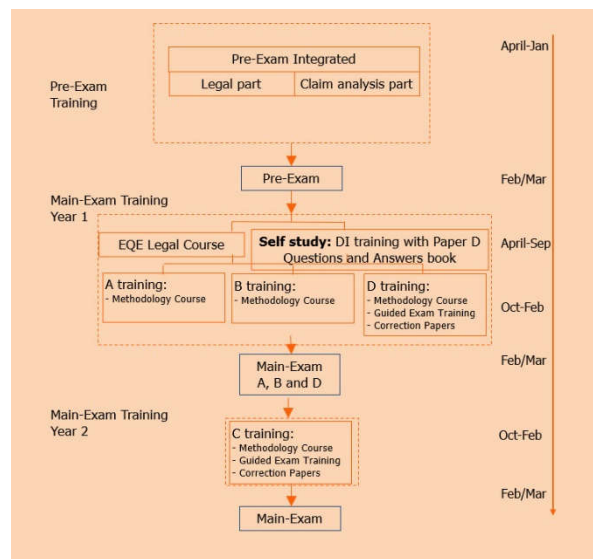 April-Jan
Pre-Exam Integrated
Legal part
Claim analysis part
Pre-Exam
Training
Pre-Exam
Feb/Mar
Main-Exam Training
Year 1
EQE Legal Course
Self study: DI training with Paper D
Questions and Answers book
April-Sep
A training:
- Methodology Course
B training:
- Methodology Course
D training:
- Methodology Course
- Guided Exam Training
- Correction Papers
Oct-Feb
Main-Exam
A, B and D
Feb/Mar
Main-Exam Training
Year 2
C training:
- Methodology Course
- Guided Exam Training
- Correction Papers
Oct-Feb
Feb/Mar
Main-Exam